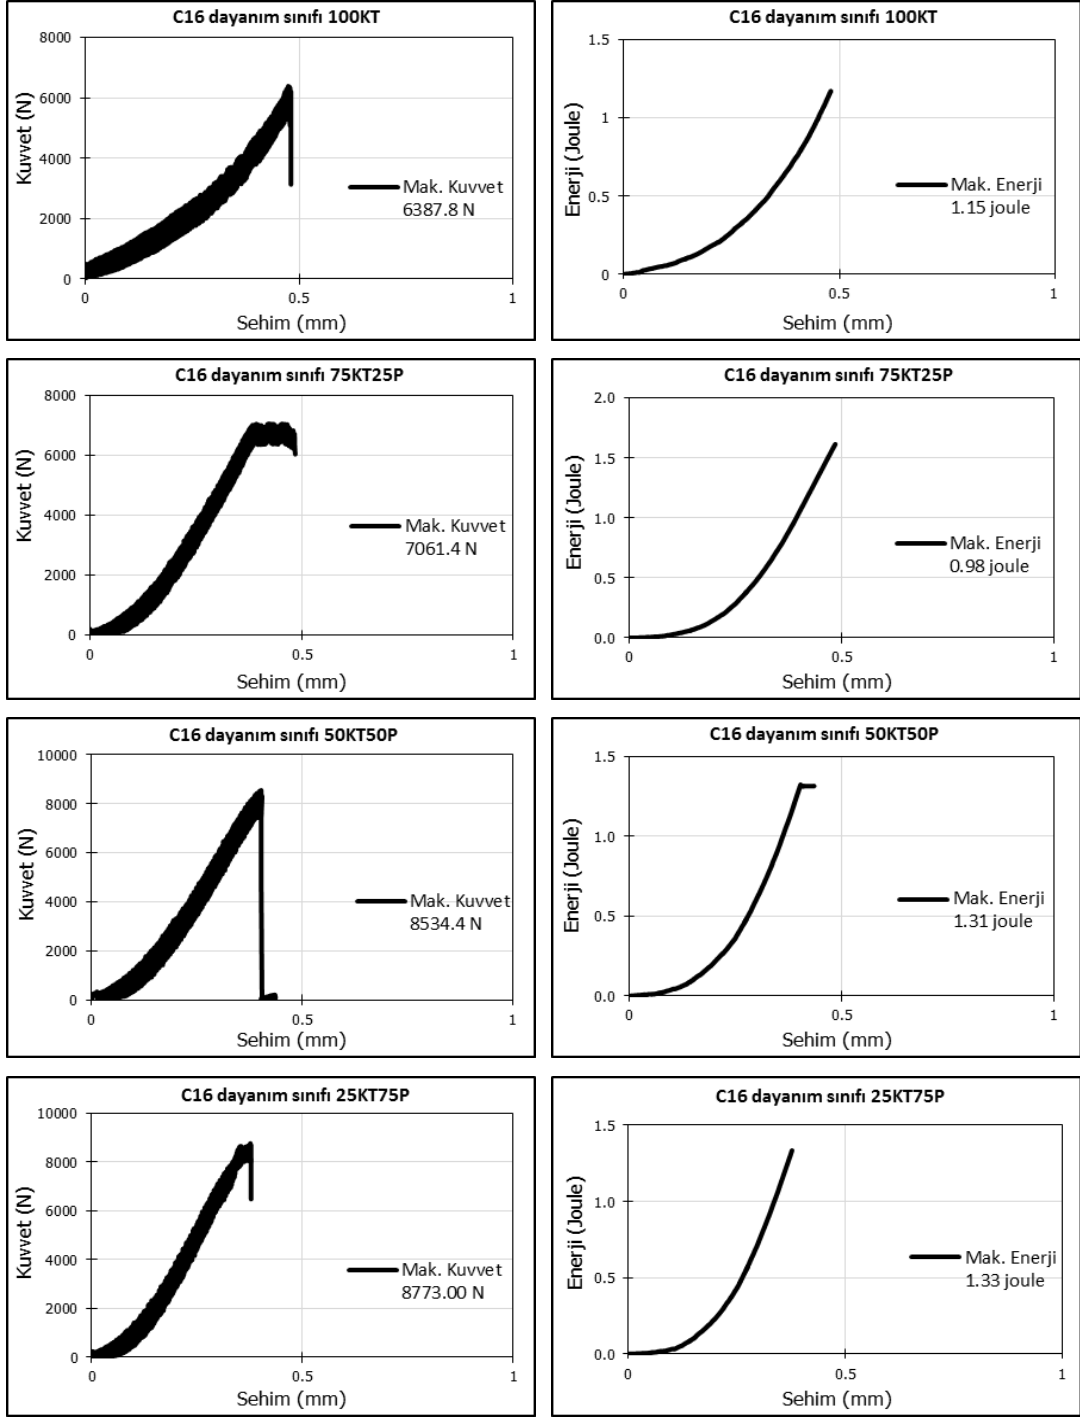 C16 dayanım sınıfı 100KT
8000
6000
4000
2000
0
Kuvvet (N)
Mak. Kuvvet
6387.8 N
0
0.5
1
Sehim (mm)
C16 dayanım sınıfı 100KT
1.5
1
0.5
0
Enerji (Joule)
Mak. Enerji
1.15 joule
0
0.5
1
Sehim (mm)
C16 dayanım sınıfı 75KT25P
8000
6000
4000
2000
0
Kuvvet (N)
Mak. Kuvvet
7061.4 N
0
0.5
1
Sehim (mm)
C16 dayanım sınıfı 75KT25P
2.0
1.5
1.0
0.5
0.0
Enerji (Joule)
Mak. Enerji
0.98 joule
0
0.5
1
Sehim (mm)
C16 dayanım sınıfı 50KT50P
10000
8000
6000
4000
2000
0
Kuvvet (N)
Mak. Kuvvet
8534.4 N
0
0.5
1
Sehim (mm)
C16 dayanım sınıfı 50KT50P
1.5
1.0
0.5
0.0
Enerji (Joule)
Mak. Enerji
1.31 joule
0
0.5
1
Sehim (mm)
C16 dayanım sınıfı 25KT75P
10000
8000
6000
4000
2000
0
Kuvvet (N)
Mak. Kuvvet
8773.00 N
0
0.5
1
Sehim (mm)
C16 dayanım sınıfı 25KT75P
1.5
1.0
0.5
0.0
Enerji (Joule)
Mak. Enerji
1.33 joule
0
0.5
1
Sehim (mm)